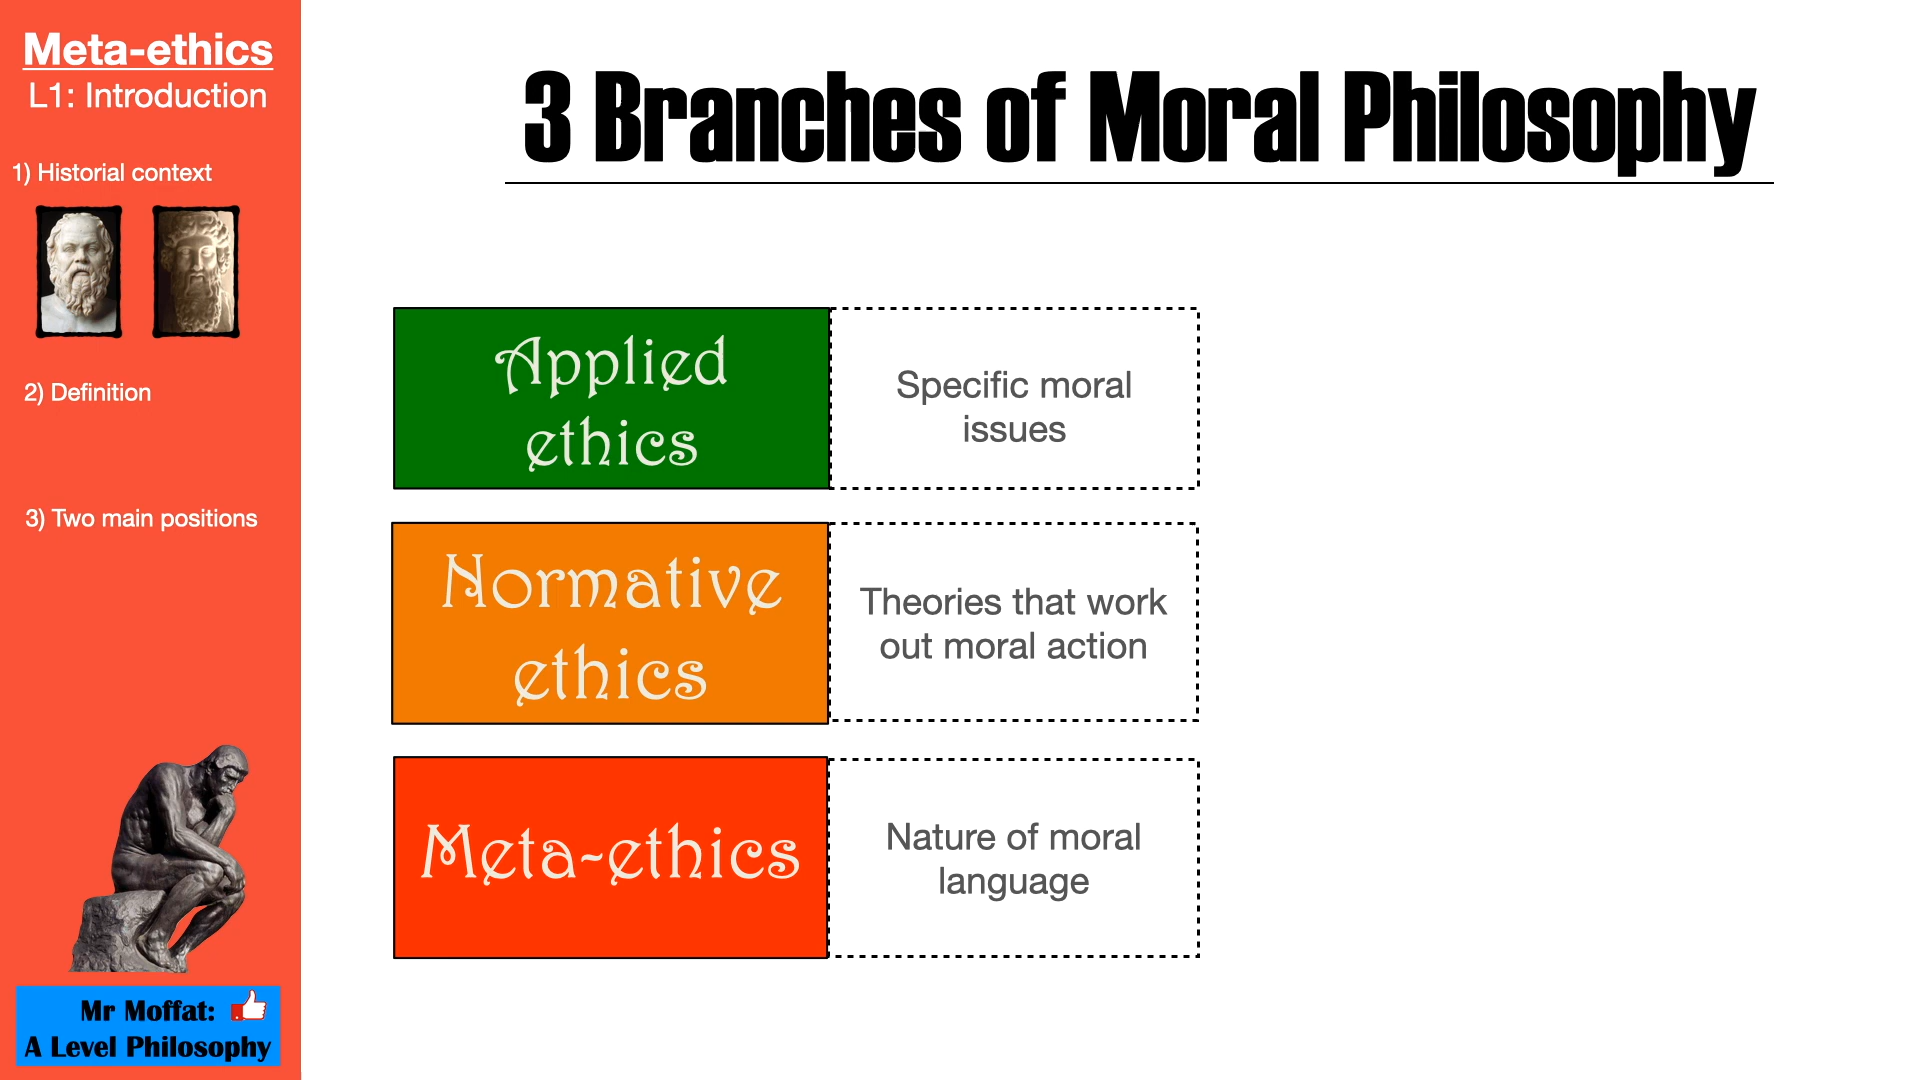 Meta-ethics
L1: Introduction
1) Historial context
2) Definition
3) Two main positions
Mr Moffat:
A Level Philosophy
3 Branches of Moral Philosophy
Applied
ethics
Specific moral
issues
Normative
ethics
Theories that work
out moral action
Meta-ethics
Nature of moral
language